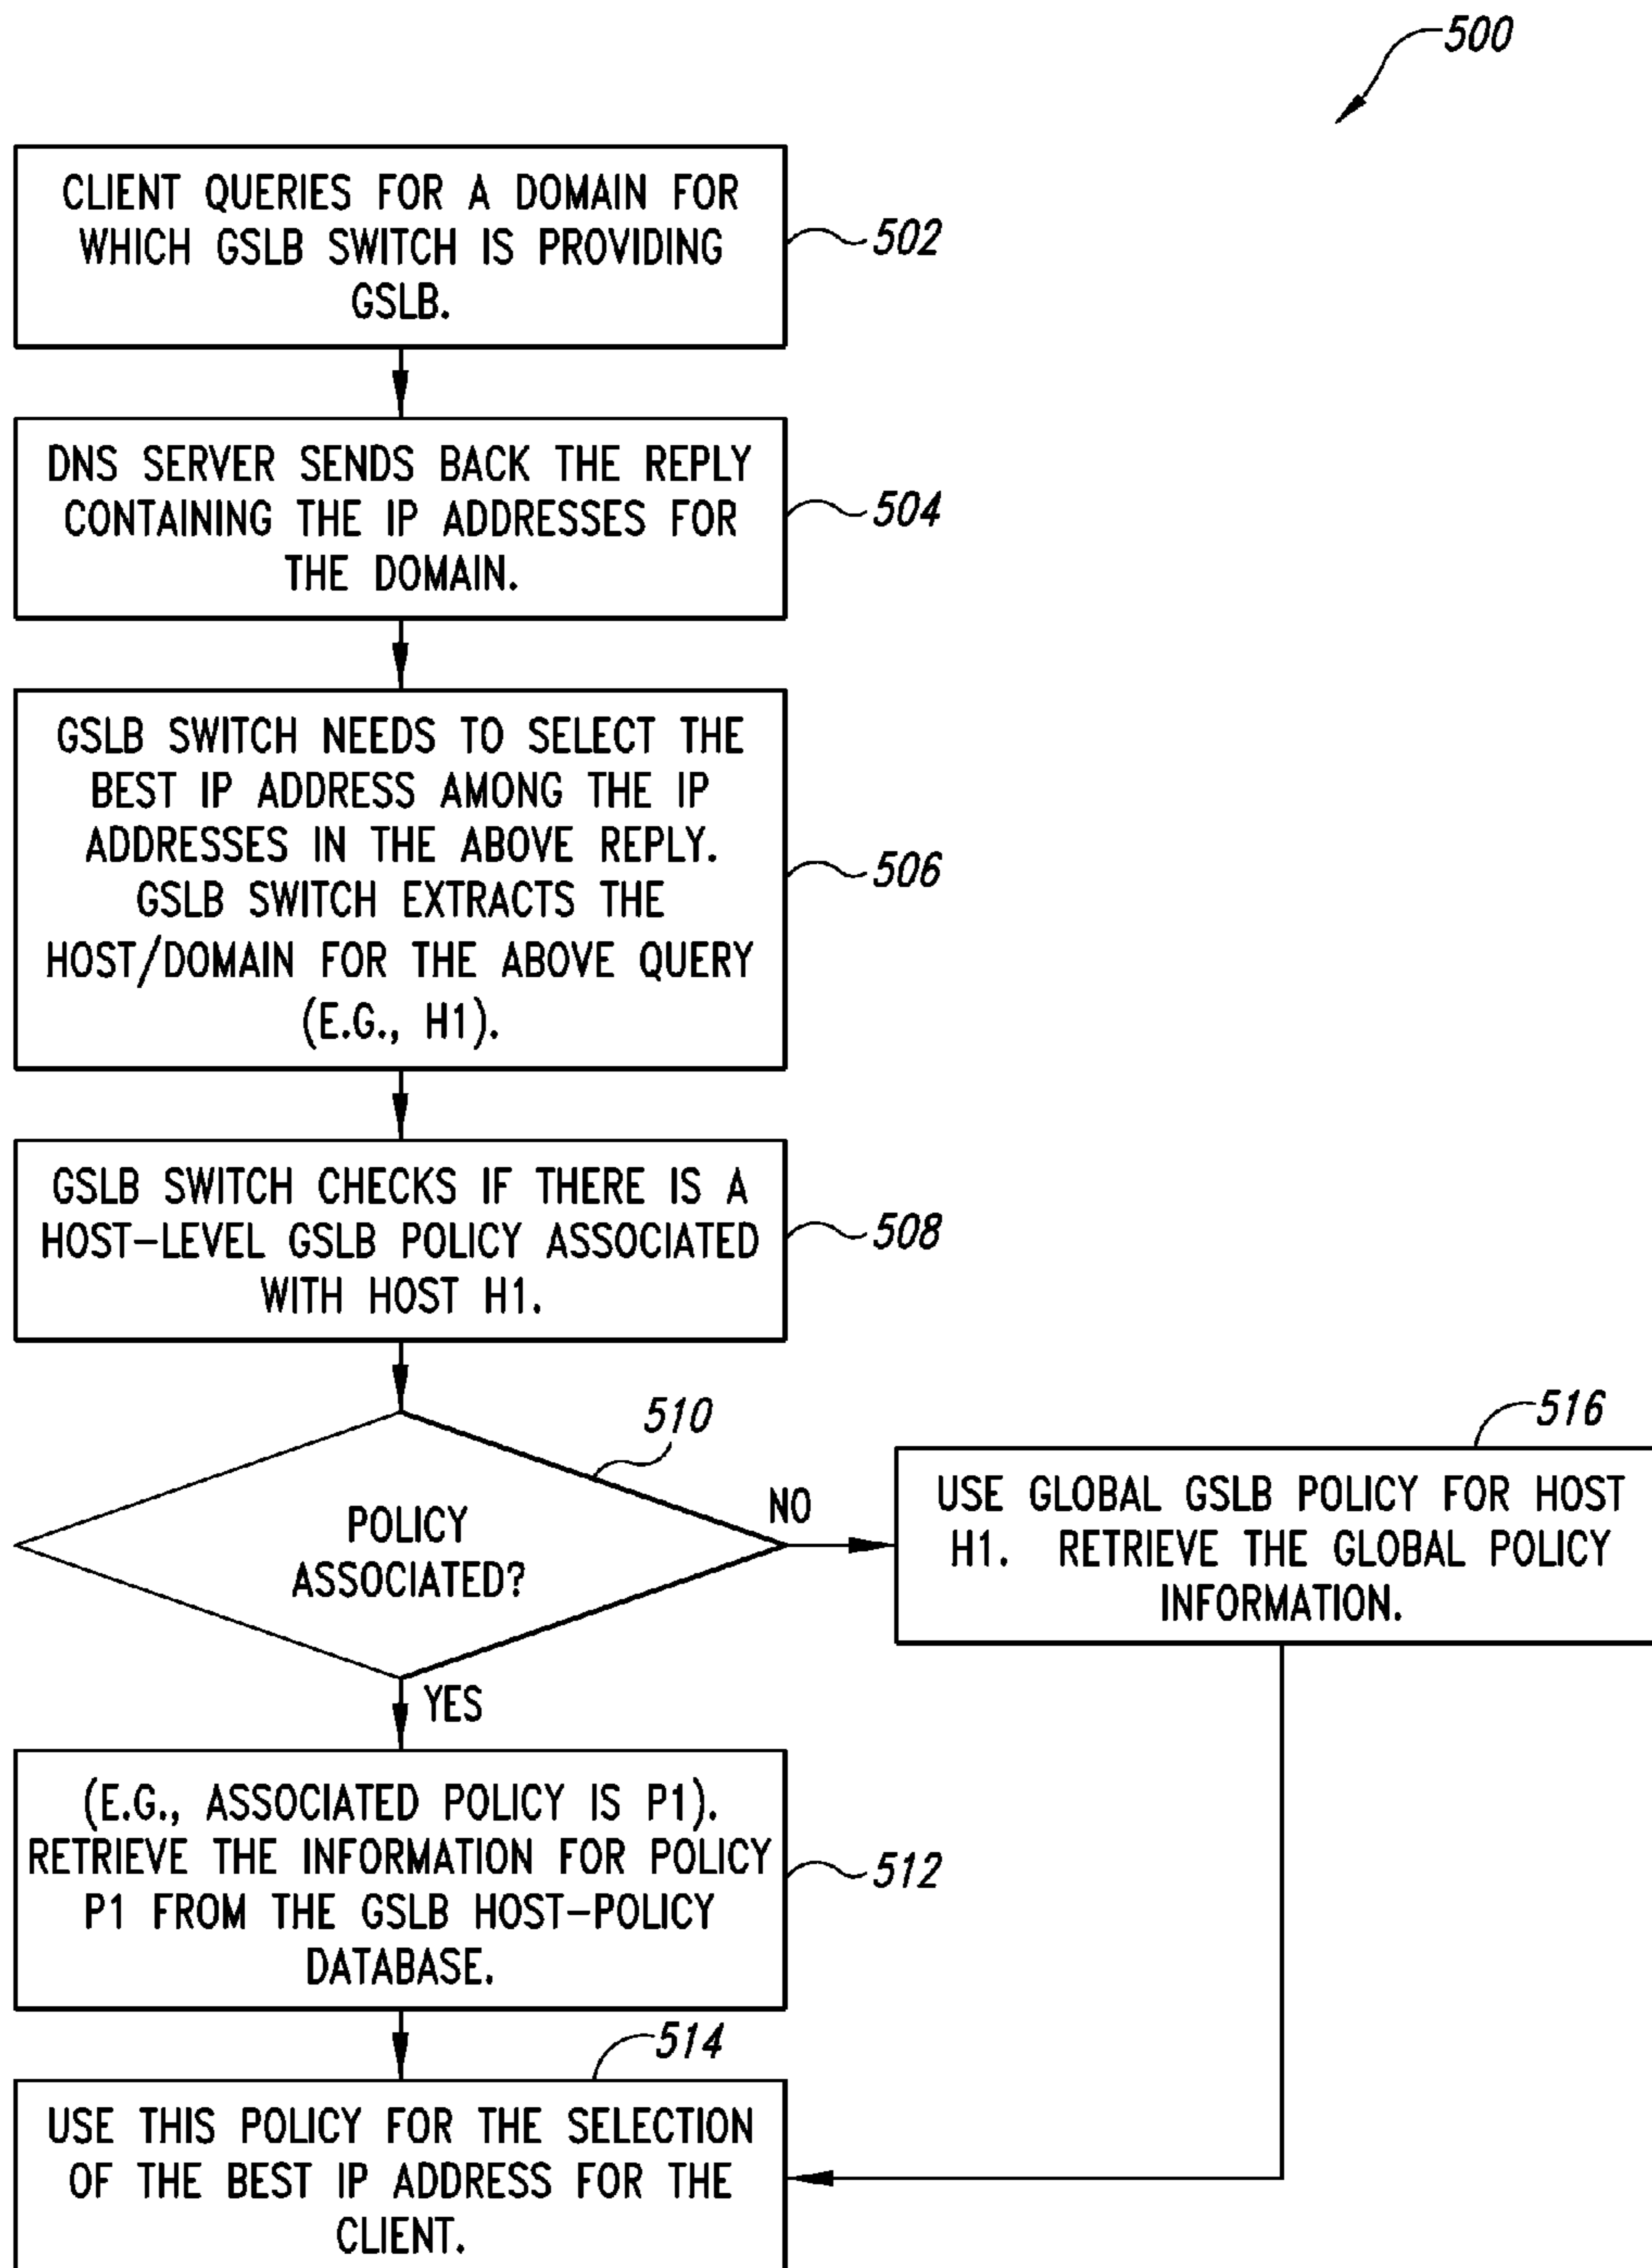 500
CLIENT QUERIES FOR A DOMAIN FOR
WHICH GSLB SWITCH IS PROVIDING
GSLB.
502
DNS SERVER SENDS BACK THE REPLY
CONTAINING THE IP ADDRESSES FOR
THE DOMAIN.
504
GSLB SWITCH NEEDS TO SELECT THE
BEST IP ADDRESS AMONG THE IP
ADDRESSES IN THE ABOVE REPLY.
GSLB SWITCH EXTRACTS THE
HOST/DOMAIN FOR THE ABOVE QUERY
(E.G., H1).
506
GSLB SWITCH CHECKS IF THERE IS A
HOST-LEVEL GSLB POLICY ASSOCIATED
WITH HOST H1.
508
510
POLICY
ASSOCIATED?
NO
516
USE GLOBAL GSLB POLICY FOR HOST
H1. RETRIEVE THE GLOBAL POLICY
INFORMATION.
YES
(E.G., ASSOCIATED POLICY IS P1).
RETRIEVE THE INFORMATION FOR POLICY
P1 FROM THE GSLB HOST-POLICY
DATABASE.
512
514
USE THIS POLICY FOR THE SELECTION
OF THE BEST IP ADDRESS FOR THE
CLIENT.